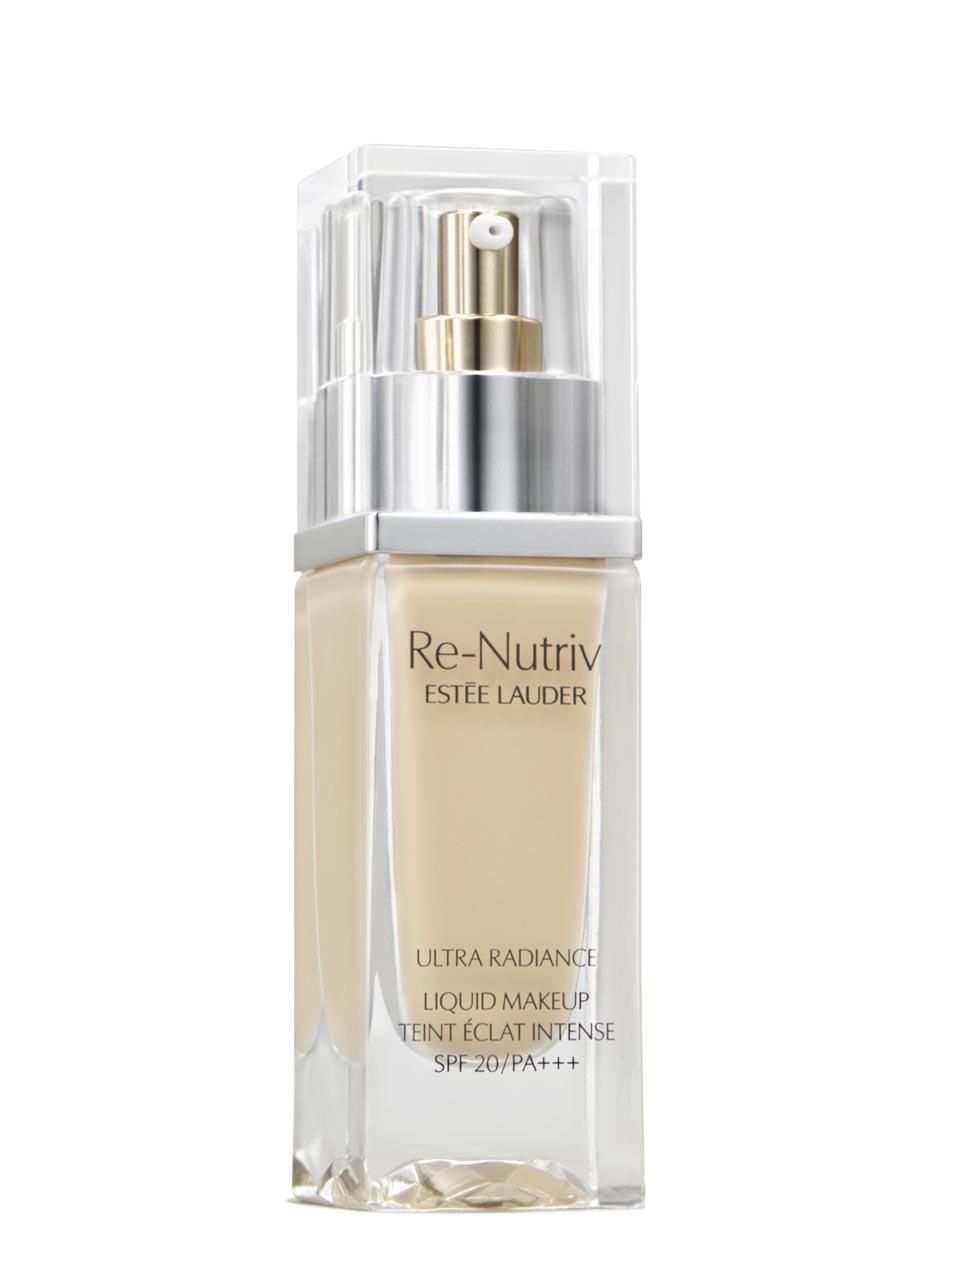 Re-Nutriv
ESTĒE LAUDER
ULTRA RADIANCE
LIQUID MAKEUP
TEINT ÉCLAT INTENSE
SPF 20/PA+++